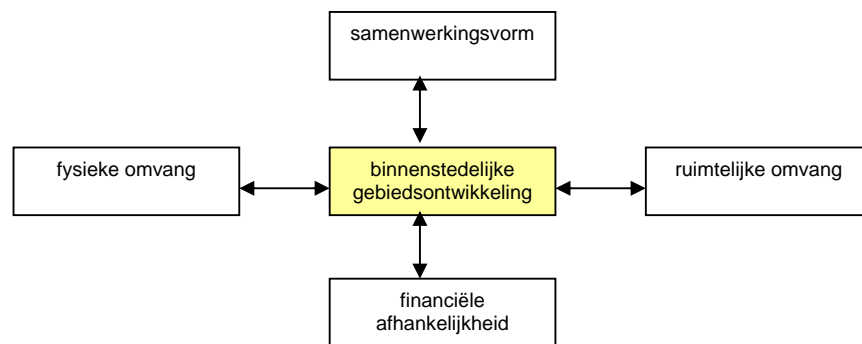 samenwerkingsvorm
fysieke omvang
binnenstedelijke
gebiedsontwikkeling
ruimtelijke omvang
financiële
afhankelijkheid